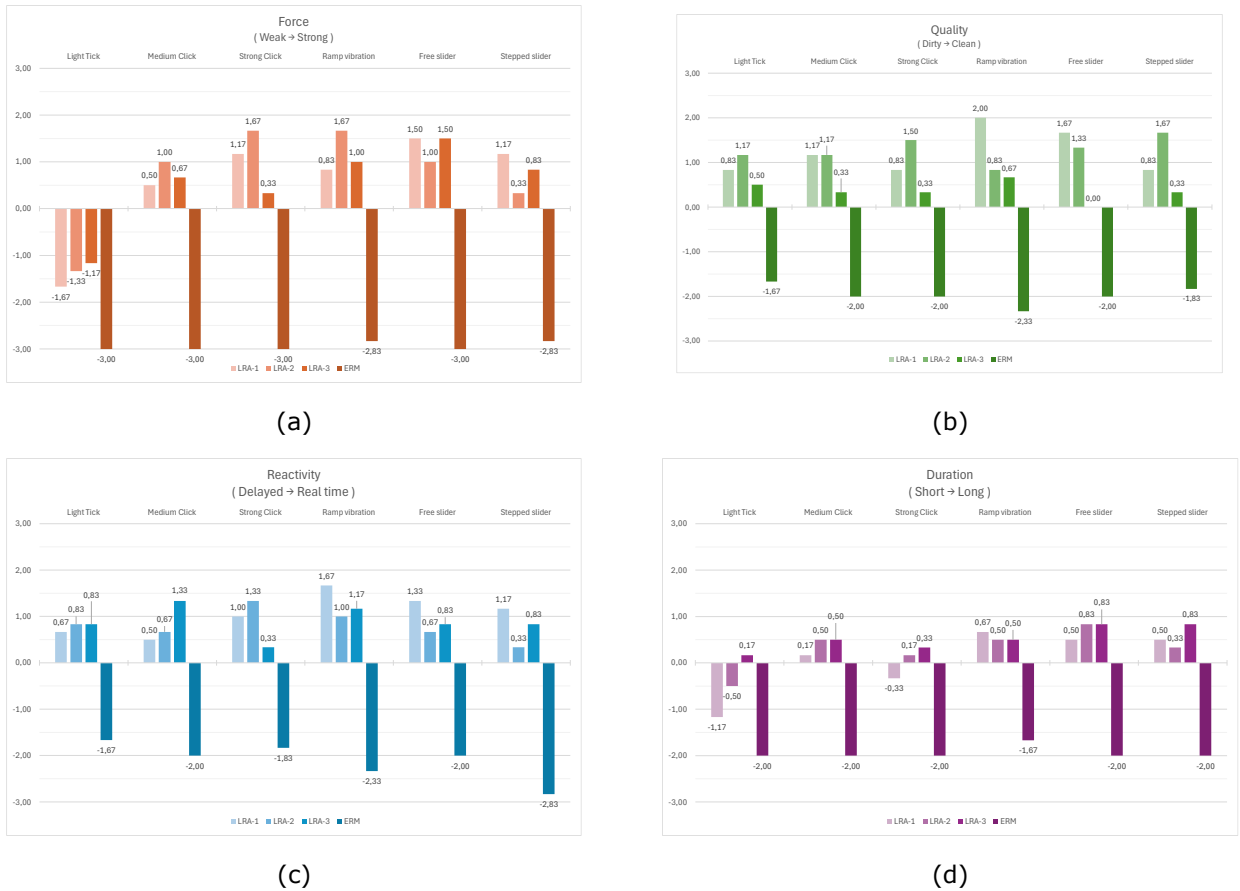 Force
( Weak → Strong )
Light Tick Medium Click Strong Click Ramp vibration Free slider Stepped slider
3,00
2,00
1,00
0,00
-1,00
-2,00
-3,00
-1,67 -1,33 -1,17 -3,00
0,50 1,00 0,67 -3,00
1,17 1,67 0,33 -3,00
0,83 1,67 1,00 -2,83
1,50 1,00 1,50 -3,00
1,17 0,33 0,83 -2,83
LRA-1 LRA-2 LRA-3 ERM
(a)
Quality
( Dirty → Clean )
Light Tick Medium Click Strong Click Ramp vibration Free slider Stepped slider
3,00
2,00
1,00
0,00
-1,00
-2,00
-3,00
0,83 1,17 0,50 -1,67
1,17 1,17 0,33 -2,00
0,83 1,50 0,33 -2,00
2,00 0,83 0,67 -2,33
1,67 1,33 0,00 -2,00
0,83 1,67 0,33 -1,83
LRA-1 LRA-2 LRA-3 ERM
(b)
Reactivity
( Delayed → Real time )
Light Tick Medium Click Strong Click Ramp vibration Free slider Stepped slider
3,00
2,00
1,00
0,00
-1,00
-2,00
-3,00
0,67 0,83 0,83 -1,67
0,50 0,67 1,33 -2,00
1,00 1,33 0,33 -1,83
1,67 1,00 1,17 -2,33
1,33 0,67 0,83 -2,00
1,17 0,33 0,83 -2,83
LRA-1 LRA-2 LRA-3 ERM
(c)
Duration
( Short → Long )
Light Tick Medium Click Strong Click Ramp vibration Free slider Stepped slider
3,00
2,00
1,00
0,00
-1,00
-2,00
-3,00
-1,17 -0,50 0,17 -2,00
0,17 0,50 0,50 -2,00
-0,33 0,17 0,33 -2,00
0,67 0,50 0,50 -1,67
0,50 0,83 0,83 -2,00
0,50 0,33 0,83 -2,00
LRA-1 LRA-2 LRA-3 ERM
(d)